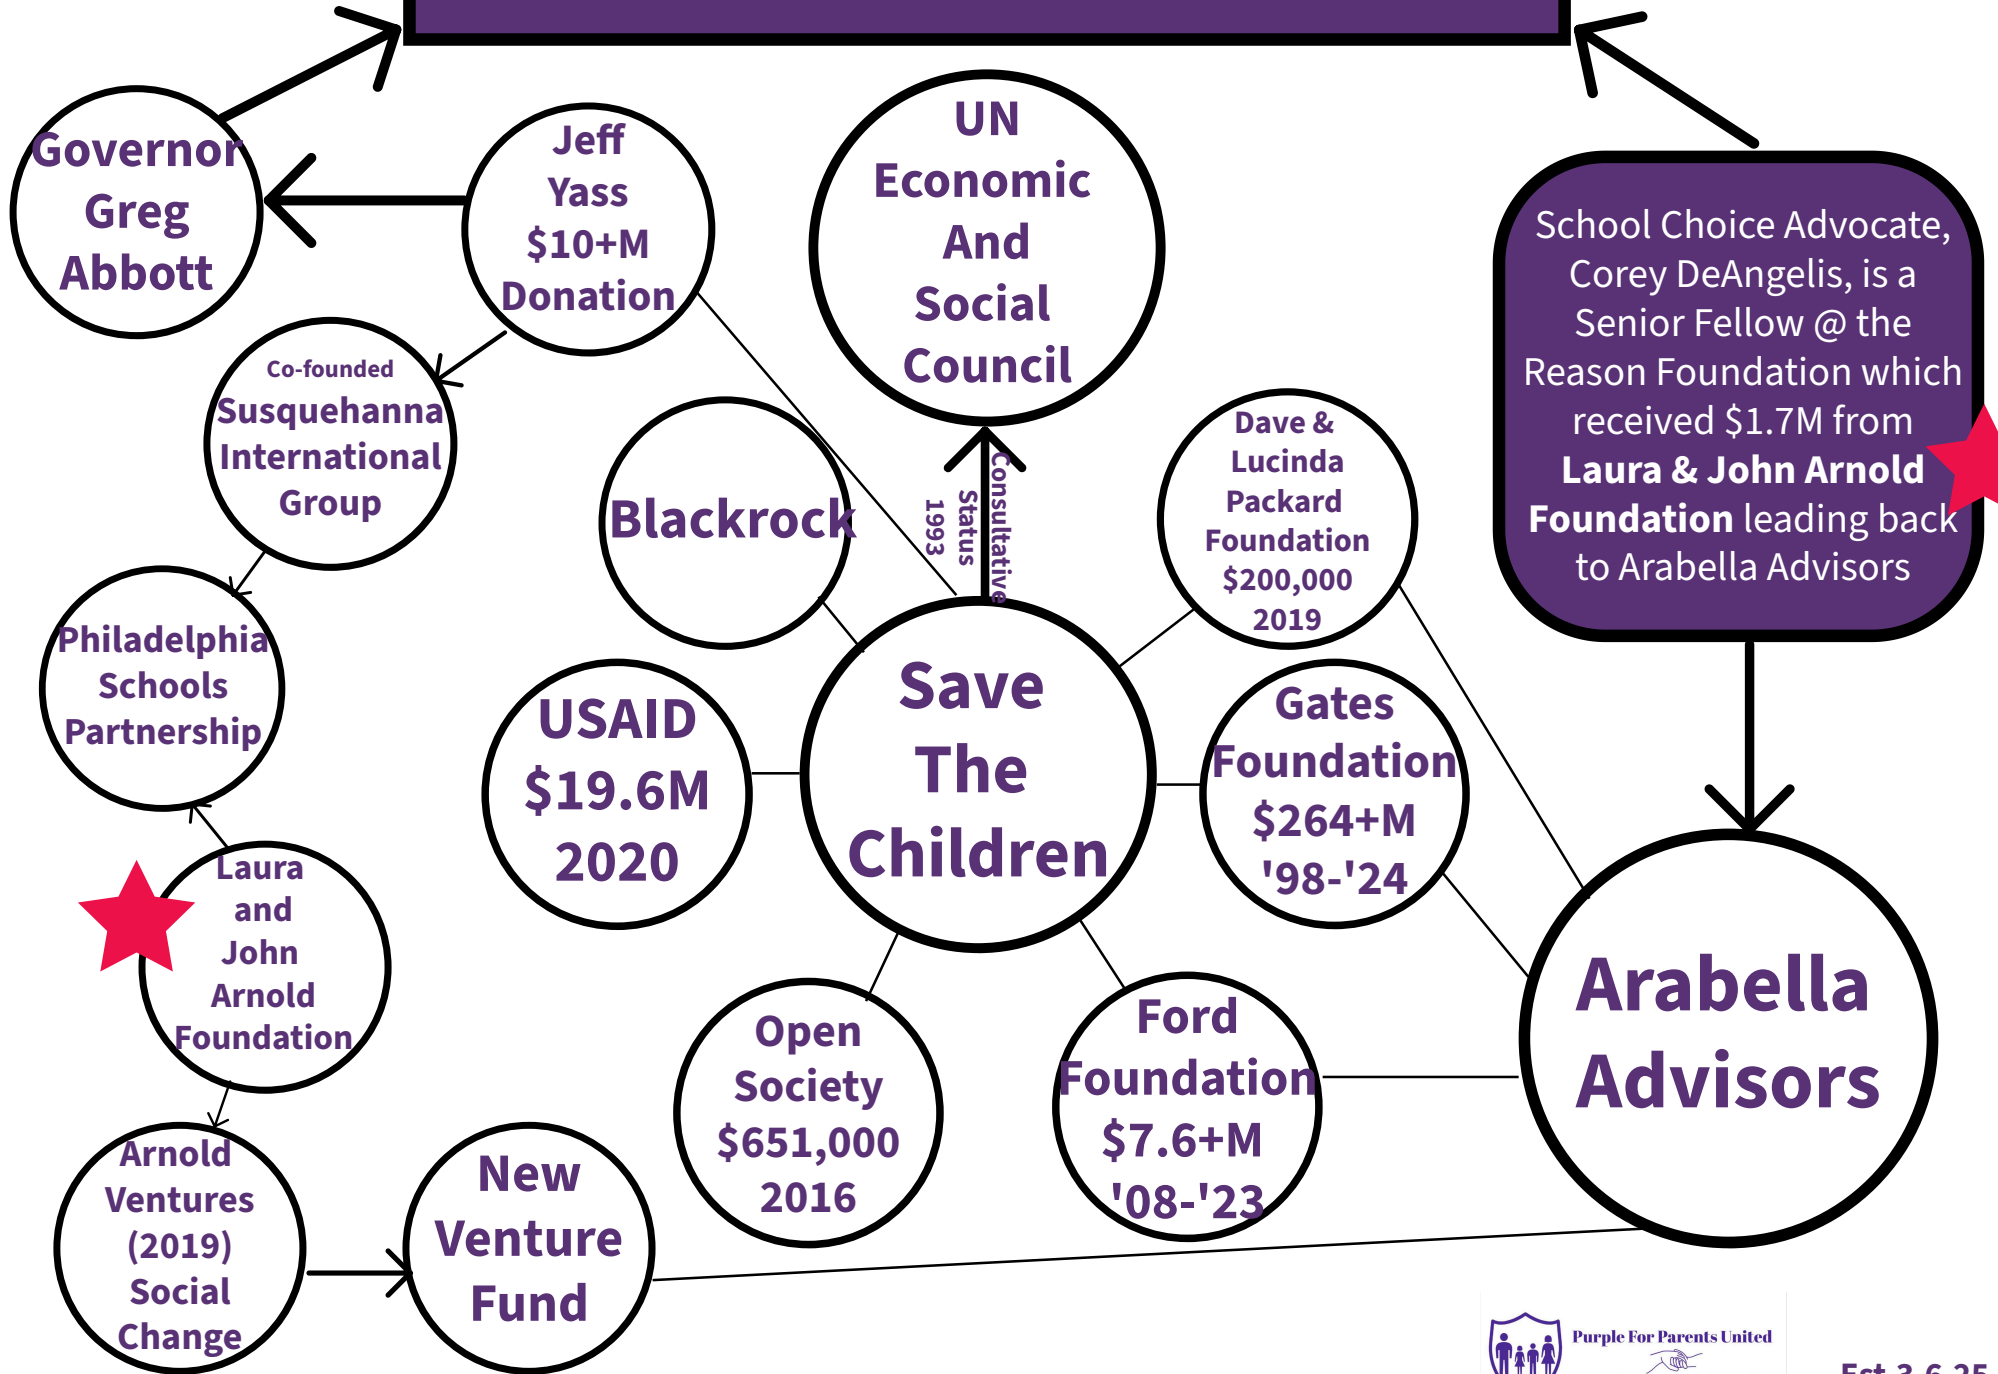 Governor
Greg
Abbott
Jeff
Yass
$10+M
Donation
UN
Economic
And
Social
Council
School Choice Advocate,
Corey DeAngelis, is a
Senior Fellow @ the
Reason Foundation which
received $1.7M from
Laura & John Arnold
Foundation leading back
to Arabella Advisors
Co-founded
Susquehanna
International
Group
Blackrock
Consultative
Status
1993
Dave &
Lucinda
Packard
Foundation
$200,000
2019
Philadelphia
Schools
Partnership
USAID
$19.6M
2020
Save
The
Children
Gates
Foundation
$264+M
'98-'24
Laura
and
John
Arnold
Foundation
Open
Society
$651,000
2016
Ford
Foundation
$7.6+M
'08-'23
Arabella
Advisors
Arnold
Ventures
(2019)
Social
Change
New
Venture
Fund
Purple For Parents United
Est 3-6-25